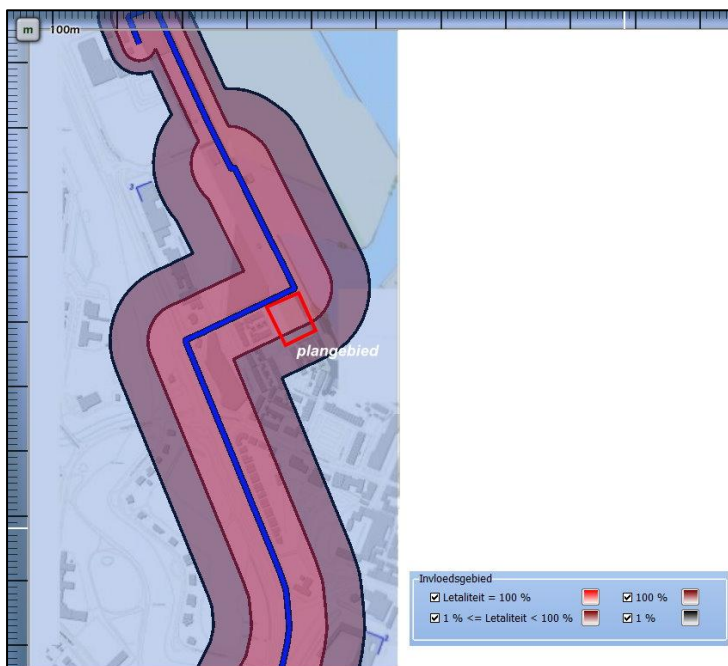 m
100m
plangebied
Invloedsgebied
Letaliteit = 100 %
100 %
1 % <= Letaliteit < 100 %
1 %